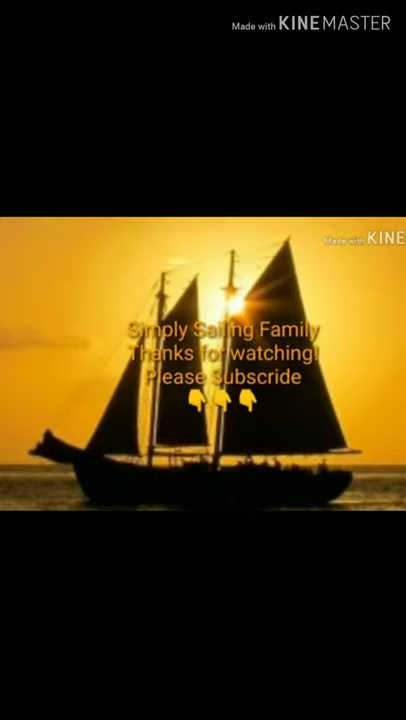 Made with KINEMASTER
Made with KINE
Simply Sailing Family
Thanks for watching!
Please Subscride
👇👇👇